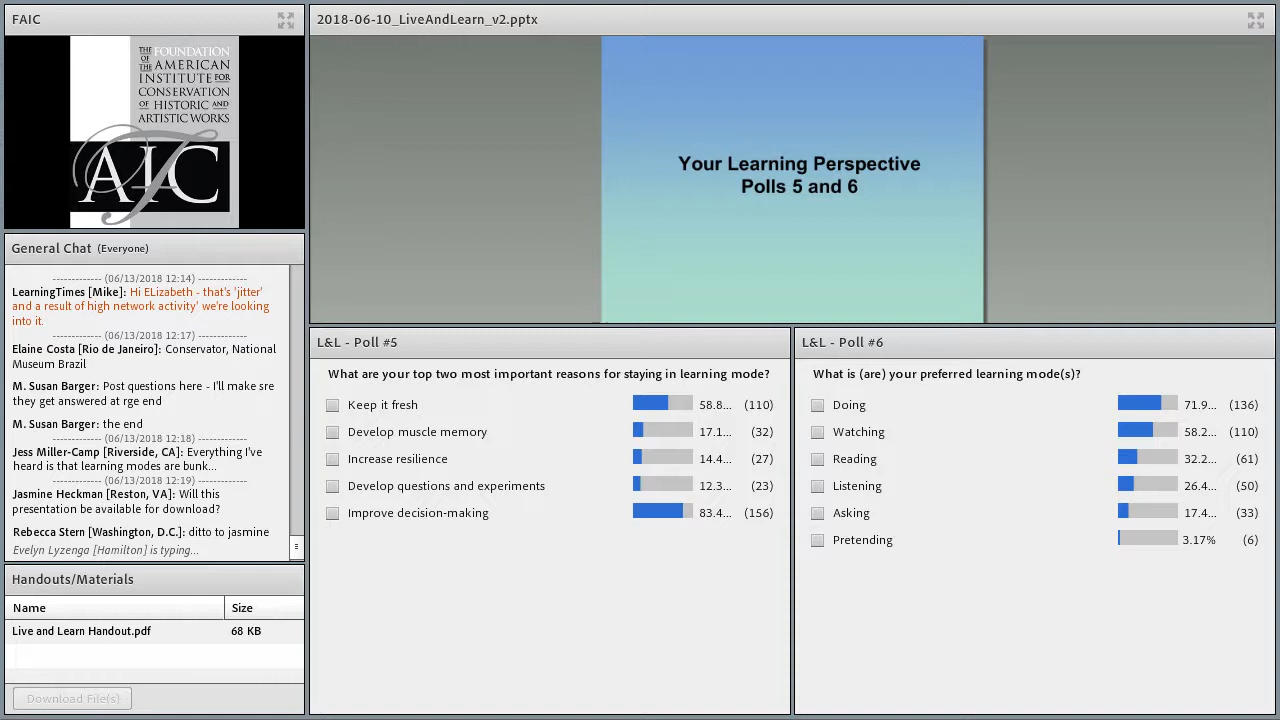 FAIC
THE FOUNDATION
OF THE AMERICAN
INSTITUTE FOR
CONSERVATION
OF HISTORIC AND
ARTISTIC WORKS
FAIC
General Chat (Everyone)
------------- (06/13/2018 12:14) -------------
LearningTimes [Mike]: Hi ELizabeth - that's 'jitter'
and a result of high network activity' we're looking
into it.
------------- (06/13/2018 12:17) -------------
Elaine Costa [Rio de Janeiro]: Conservator, National
Museum Brazil
M. Susan Barger: Post questions here - I'll make sre
they get answered at rge end
M. Susan Barger: the end
------------- (06/13/2018 12:18) -------------
Jess Miller-Camp [Riverside, CA]: Everything I've
heard is that learning modes are bunk...
------------- (06/13/2018 12:19) -------------
Jasmine Heckman [Reston, VA]: Will this
presentation be available for download?
Rebecca Stern [Washington, D.C.]: ditto to jasmine
Evelyn Lyzenga [Hamilton] is typing...
Handouts/Materials
Name Size
Live and Learn Handout.pdf 68 KB
Download File(s)
2018-06-10_LiveAndLearn_v2.pptx
Your Learning Perspective
Polls 5 and 6
L&L - Poll #5
What are your top two most important reasons for staying in learning mode?
Keep it fresh 58.8... (110)
Develop muscle memory 17.1... (32)
Increase resilience 14.4... (27)
Develop questions and experiments 12.3... (23)
Improve decision-making 83.4... (156)
L&L - Poll #6
What is (are) your preferred learning mode(s)?
Doing 71.9... (136)
Watching 58.2... (110)
Reading 32.2... (61)
Listening 26.4... (50)
Asking 17.4... (33)
Pretending 3.17% (6)